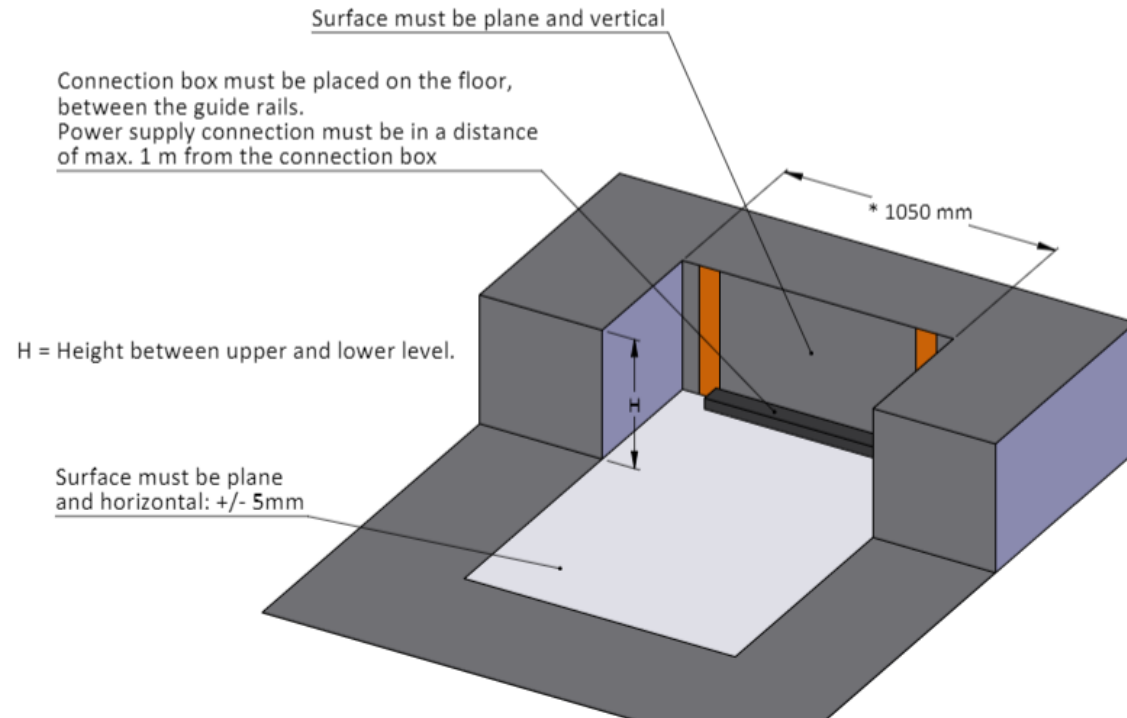 Surface must be plane and vertical
Connection box must be placed on the floor,
between the guide rails.
Power supply connection must be in a distance
of max. 1 m from the connection box
* 1050 mm
H = Height between upper and lower level.
H
Surface must be plane
and horizontal: +/- 5mm